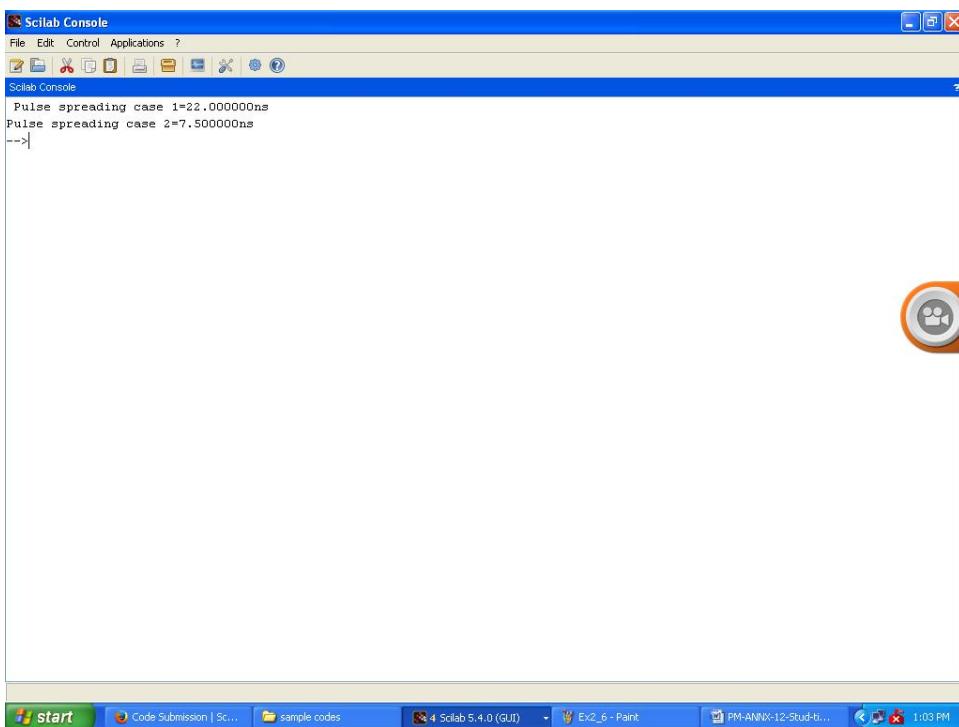 Scilab Console
File Edit Control Applications ?
Scilab Console ?
Pulse spreading case 1=22.000000ns
Pulse spreading case 2=7.500000ns
-->
start Code Submission | Sc... sample codes 4 Scilab 5.4.0 (GUI) Ex2_6 - Paint PM-ANNX-12-Stud-ti... 1:03 PM